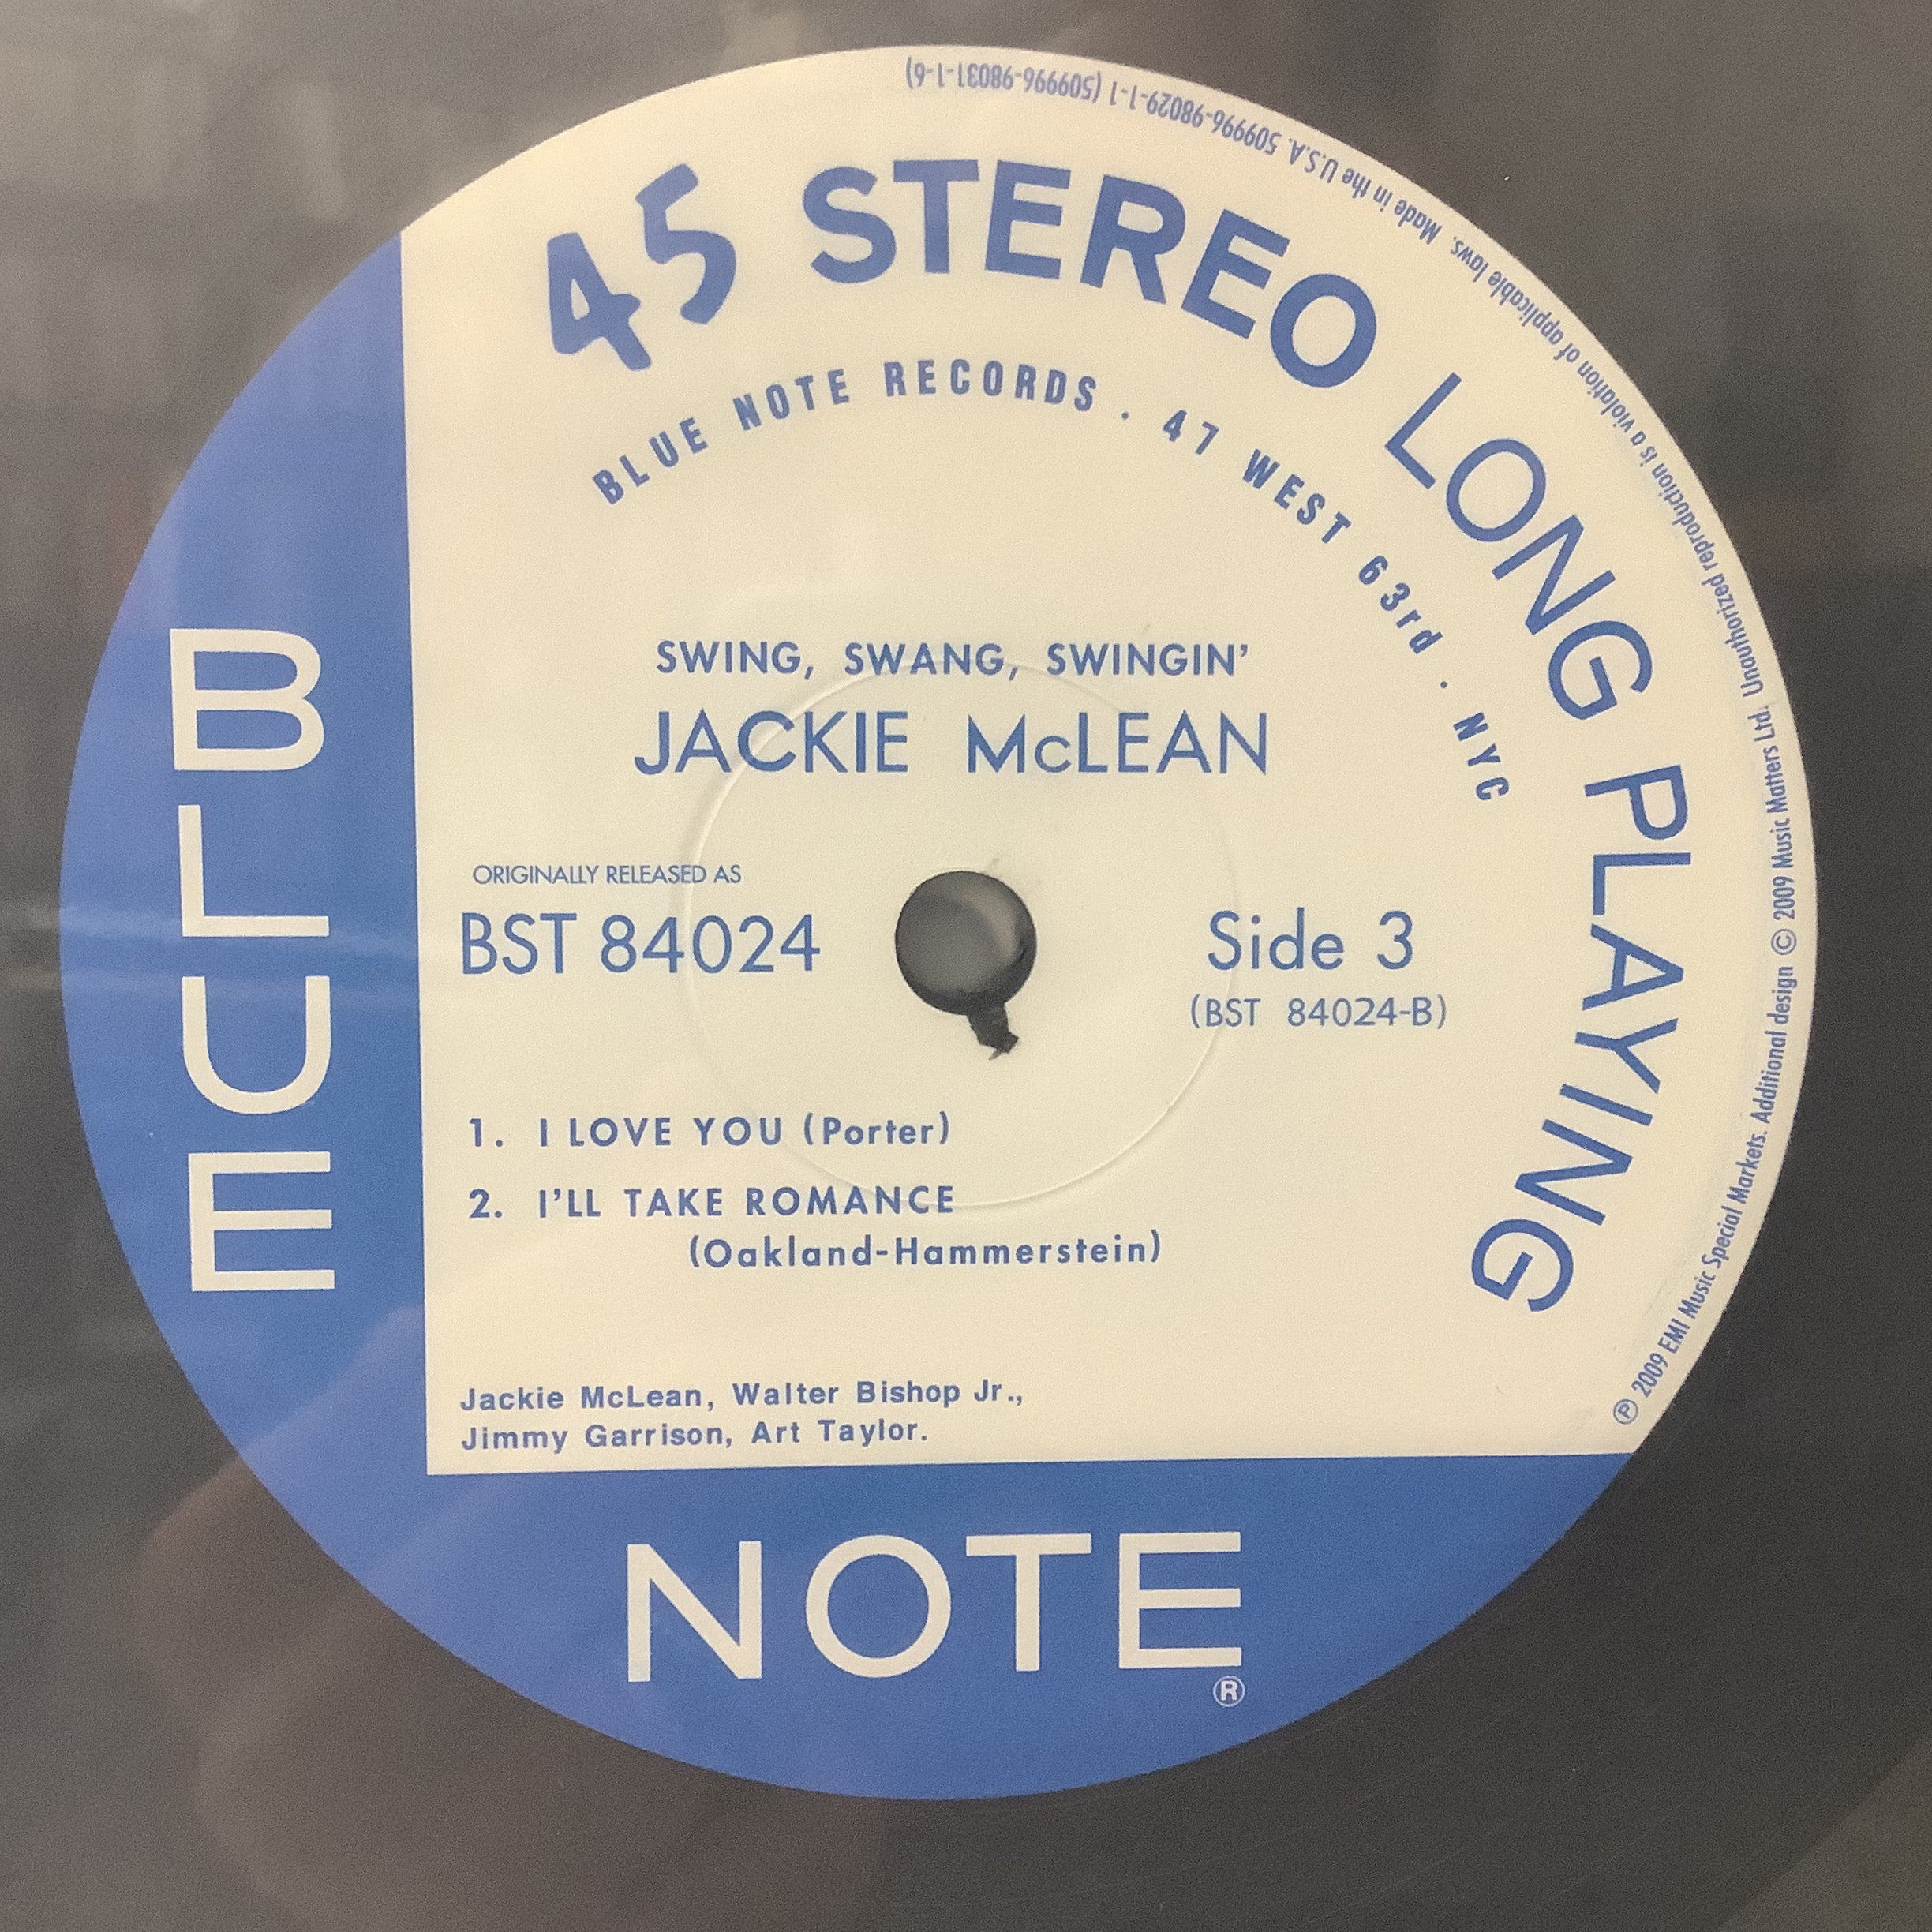 45 STEREO LONG PLAYING
BLUE NOTE RECORDS · 47 WEST 63rd · NYC
SWING, SWANG, SWINGIN'
JACKIE McLEAN
ORIGINALLY RELEASED AS
BST 84024
Side 3
(BST 84024-B)
1. I LOVE YOU (Porter)
2. I'LL TAKE ROMANCE
(Oakland-Hammerstein)
Jackie McLean, Walter Bishop Jr.,
Jimmy Garrison, Art Taylor.
BLUE
NOTE®
℗ 2009 EMI Music Special Markets. Additional design © 2009 Music Matters Ltd. Unauthorized reproduction is a violation of applicable laws. Made in the U.S.A. 509996-98029-1-1 (509996-98031-1-6)